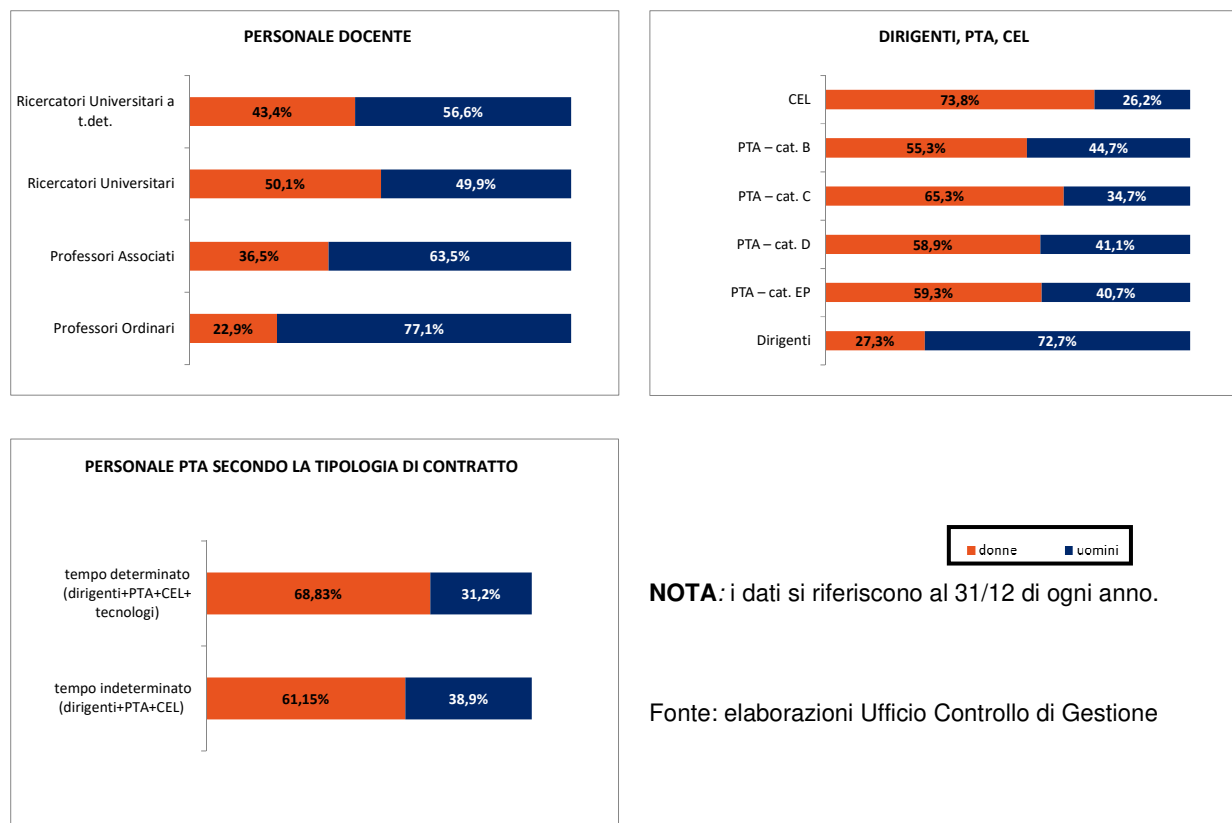 PERSONALE DOCENTE
Ricercatori Universitari a
t.det.
43,4%
56,6%
Ricercatori Universitari
50,1%
49,9%
Professori Associati
36,5%
63,5%
Professori Ordinari
22,9%
77,1%
DIRIGENTI, PTA, CEL
CEL
73,8%
26,2%
PTA – cat. B
55,3%
44,7%
PTA – cat. C
65,3%
34,7%
PTA – cat. D
58,9%
41,1%
PTA – cat. EP
59,3%
40,7%
Dirigenti
27,3%
72,7%
PERSONALE PTA SECONDO LA TIPOLOGIA DI CONTRATTO
tempo determinato
(dirigenti+PTA+CEL+
tecnologi)
68,83%
31,2%
tempo indeterminato
(dirigenti+PTA+CEL)
61,15%
38,9%
donne
uomini
NOTA: i dati si riferiscono al 31/12 di ogni anno.
Fonte: elaborazioni Ufficio Controllo di Gestione